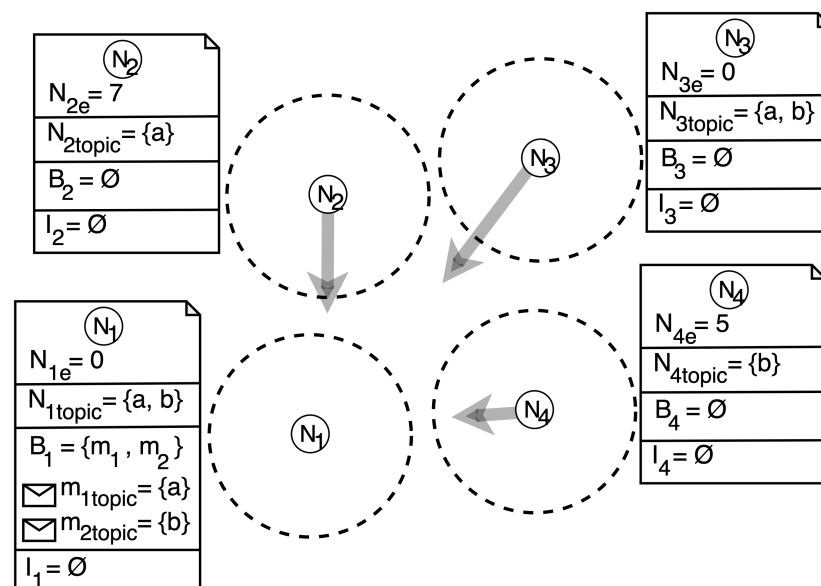 N2
N2e = 7
N2topic = {a}
B2 = Ø
I2 = Ø
N3
N3e = 0
N3topic = {a, b}
B3 = Ø
I3 = Ø
N2
N3
N1
N1e = 0
N1topic = {a, b}
B1 = {m1 , m2}
m1topic = {a}
m2topic = {b}
I1 = Ø
N4
N4e = 5
N4topic = {b}
B4 = Ø
I4 = Ø
N1
N4